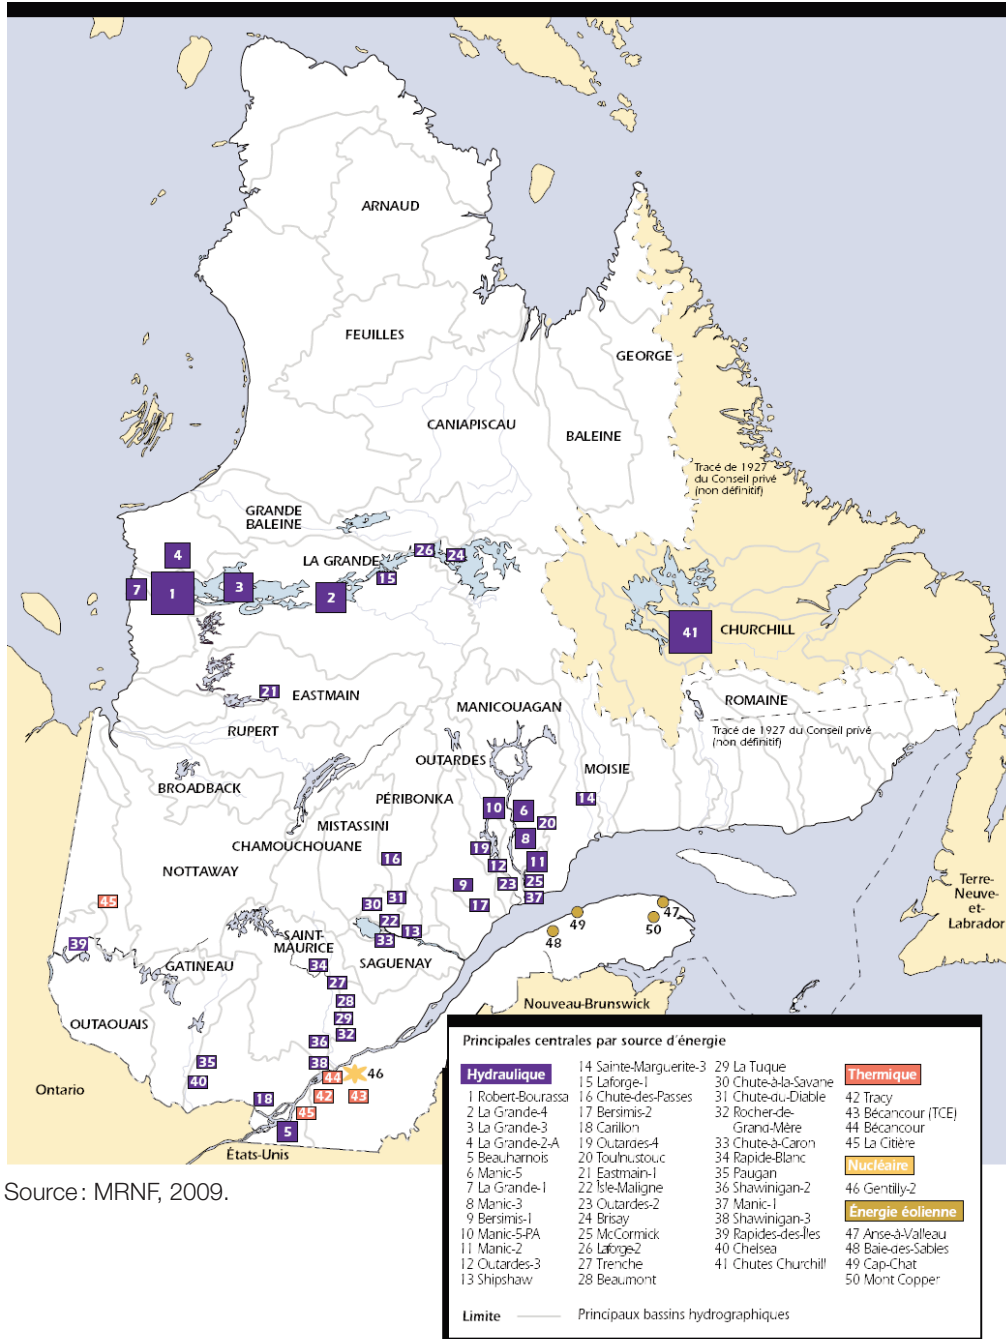 ARNAUD
FEUILLES
GEORGE
CANIAPISCAU
BALEINE
Tracé de 1927
du Conseil privé
(non définitif)
GRANDE
BALEINE
4
LA GRANDE
26
24
15
7
1
3
2
41
CHURCHILL
21
EASTMAIN
ROMAINE
MANICOUAGAN
RUPERT
Tracé de 1927 du Conseil privé
(non définitif)
OUTARDES
MOISIE
BROADBACK
PÉRIBONKA
10
6
14
MISTASSINI
20
CHAMOUCHOUANE
8
19
16
11
12
NOTTAWAY
25
9
23
45
31
37
30
17
47
22
49
50
13
48
39
33
SAINT-
MAURICE
SAGUENAY
34
GATINEAU
27
28
29
OUTAOUAIS
32
36
35
38
44
46
40
42
43
18
45
5
Ontario
États-Unis
Nouveau-Brunswick
Terre-
Neuve-
et-
Labrador
Principales centrales par source d'énergie
Hydraulique
1 Robert-Bourassa
2 La Grande-4
3 La Grande-3
4 La Grande-2-A
5 Beauharnois
6 Manic-5
7 La Grande-1
8 Manic-3
9 Bersimis-1
10 Manic-5-PA
11 Manic-2
12 Outardes-3
13 Shipshaw
14 Sainte-Marguerite-3
15 Laforge-1
16 Chute-des-Passes
17 Bersimis-2
18 Carillon
19 Outardes-4
20 Toulnustouc
21 Eastmain-1
22 Isle-Maligne
23 Outardes-2
24 Brisay
25 McCormick
26 Laforge-2
27 Trenche
28 Beaumont
29 La Tuque
30 Chute-à-la-Savane
31 Chute-du-Diable
32 Rocher-de-
Grand-Mère
33 Chute-à-Caron
34 Rapide-Blanc
35 Paugan
36 Shawinigan-2
37 Manic-1
38 Shawinigan-3
39 Rapides-des-Îles
40 Chelsea
41 Chutes Churchill
Thermique
42 Tracy
43 Bécancour (TCE)
44 Bécancour
45 La Citière
Nucléaire
46 Gentilly-2
Énergie éolienne
47 Anse-à-Valleau
48 Baie-des-Sables
49 Cap-Chat
50 Mont Copper
Limite
Principaux bassins hydrographiques
Source : MRNF, 2009.